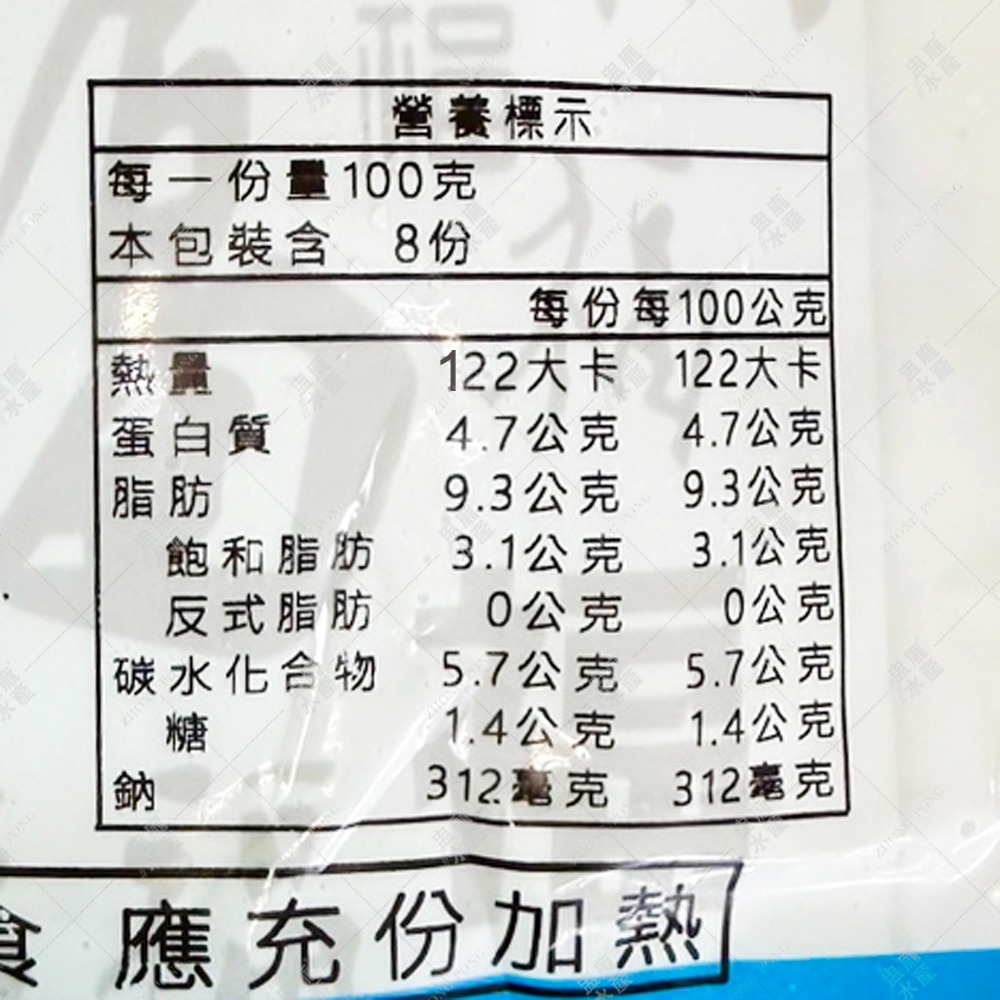 營養標示
每一份量100克
本包裝含 8份
每份 每100公克
熱量 122大卡 122大卡
蛋白質 4.7公克 4.7公克
脂肪 9.3公克 9.3公克
飽和脂肪 3.1公克 3.1公克
反式脂肪 0公克 0公克
碳水化合物 5.7公克 5.7公克
糖 1.4公克 1.4公克
鈉 312毫克 312毫克
食應充份加熱